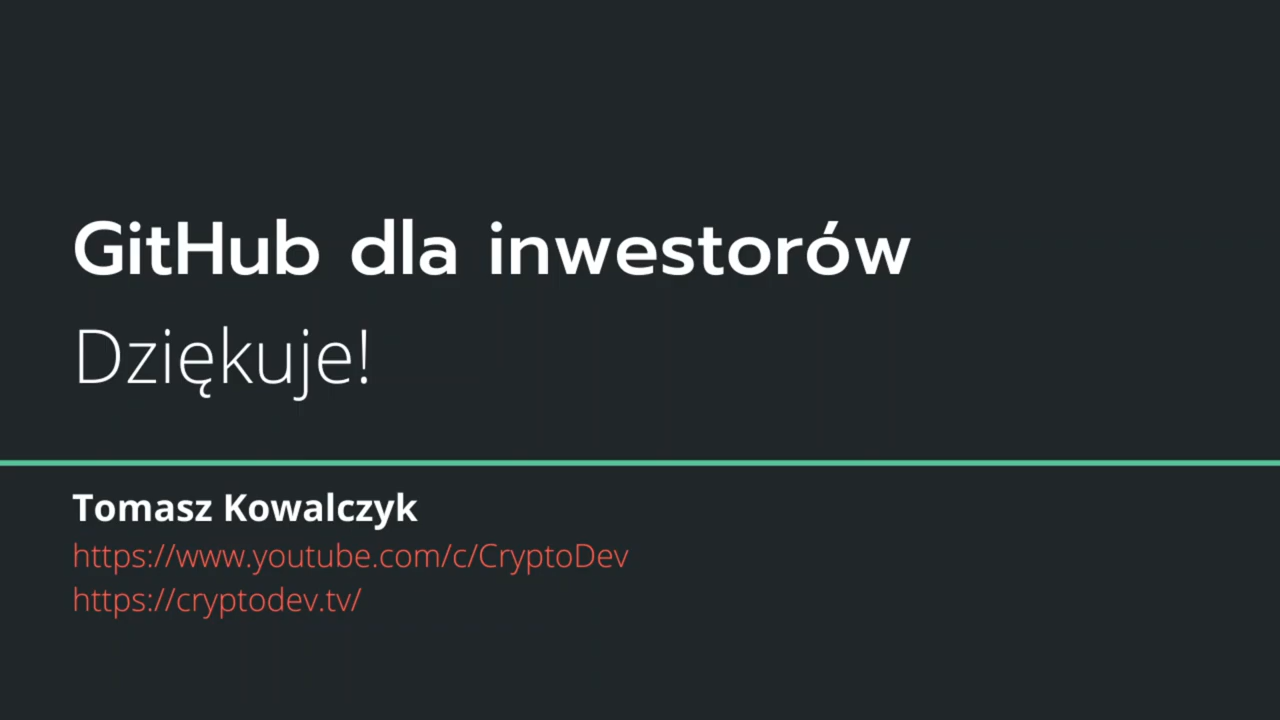 GitHub dla inwestorów
Dziękuje!
Tomasz Kowalczyk
https://www.youtube.com/c/CryptoDev
https://cryptodev.tv/